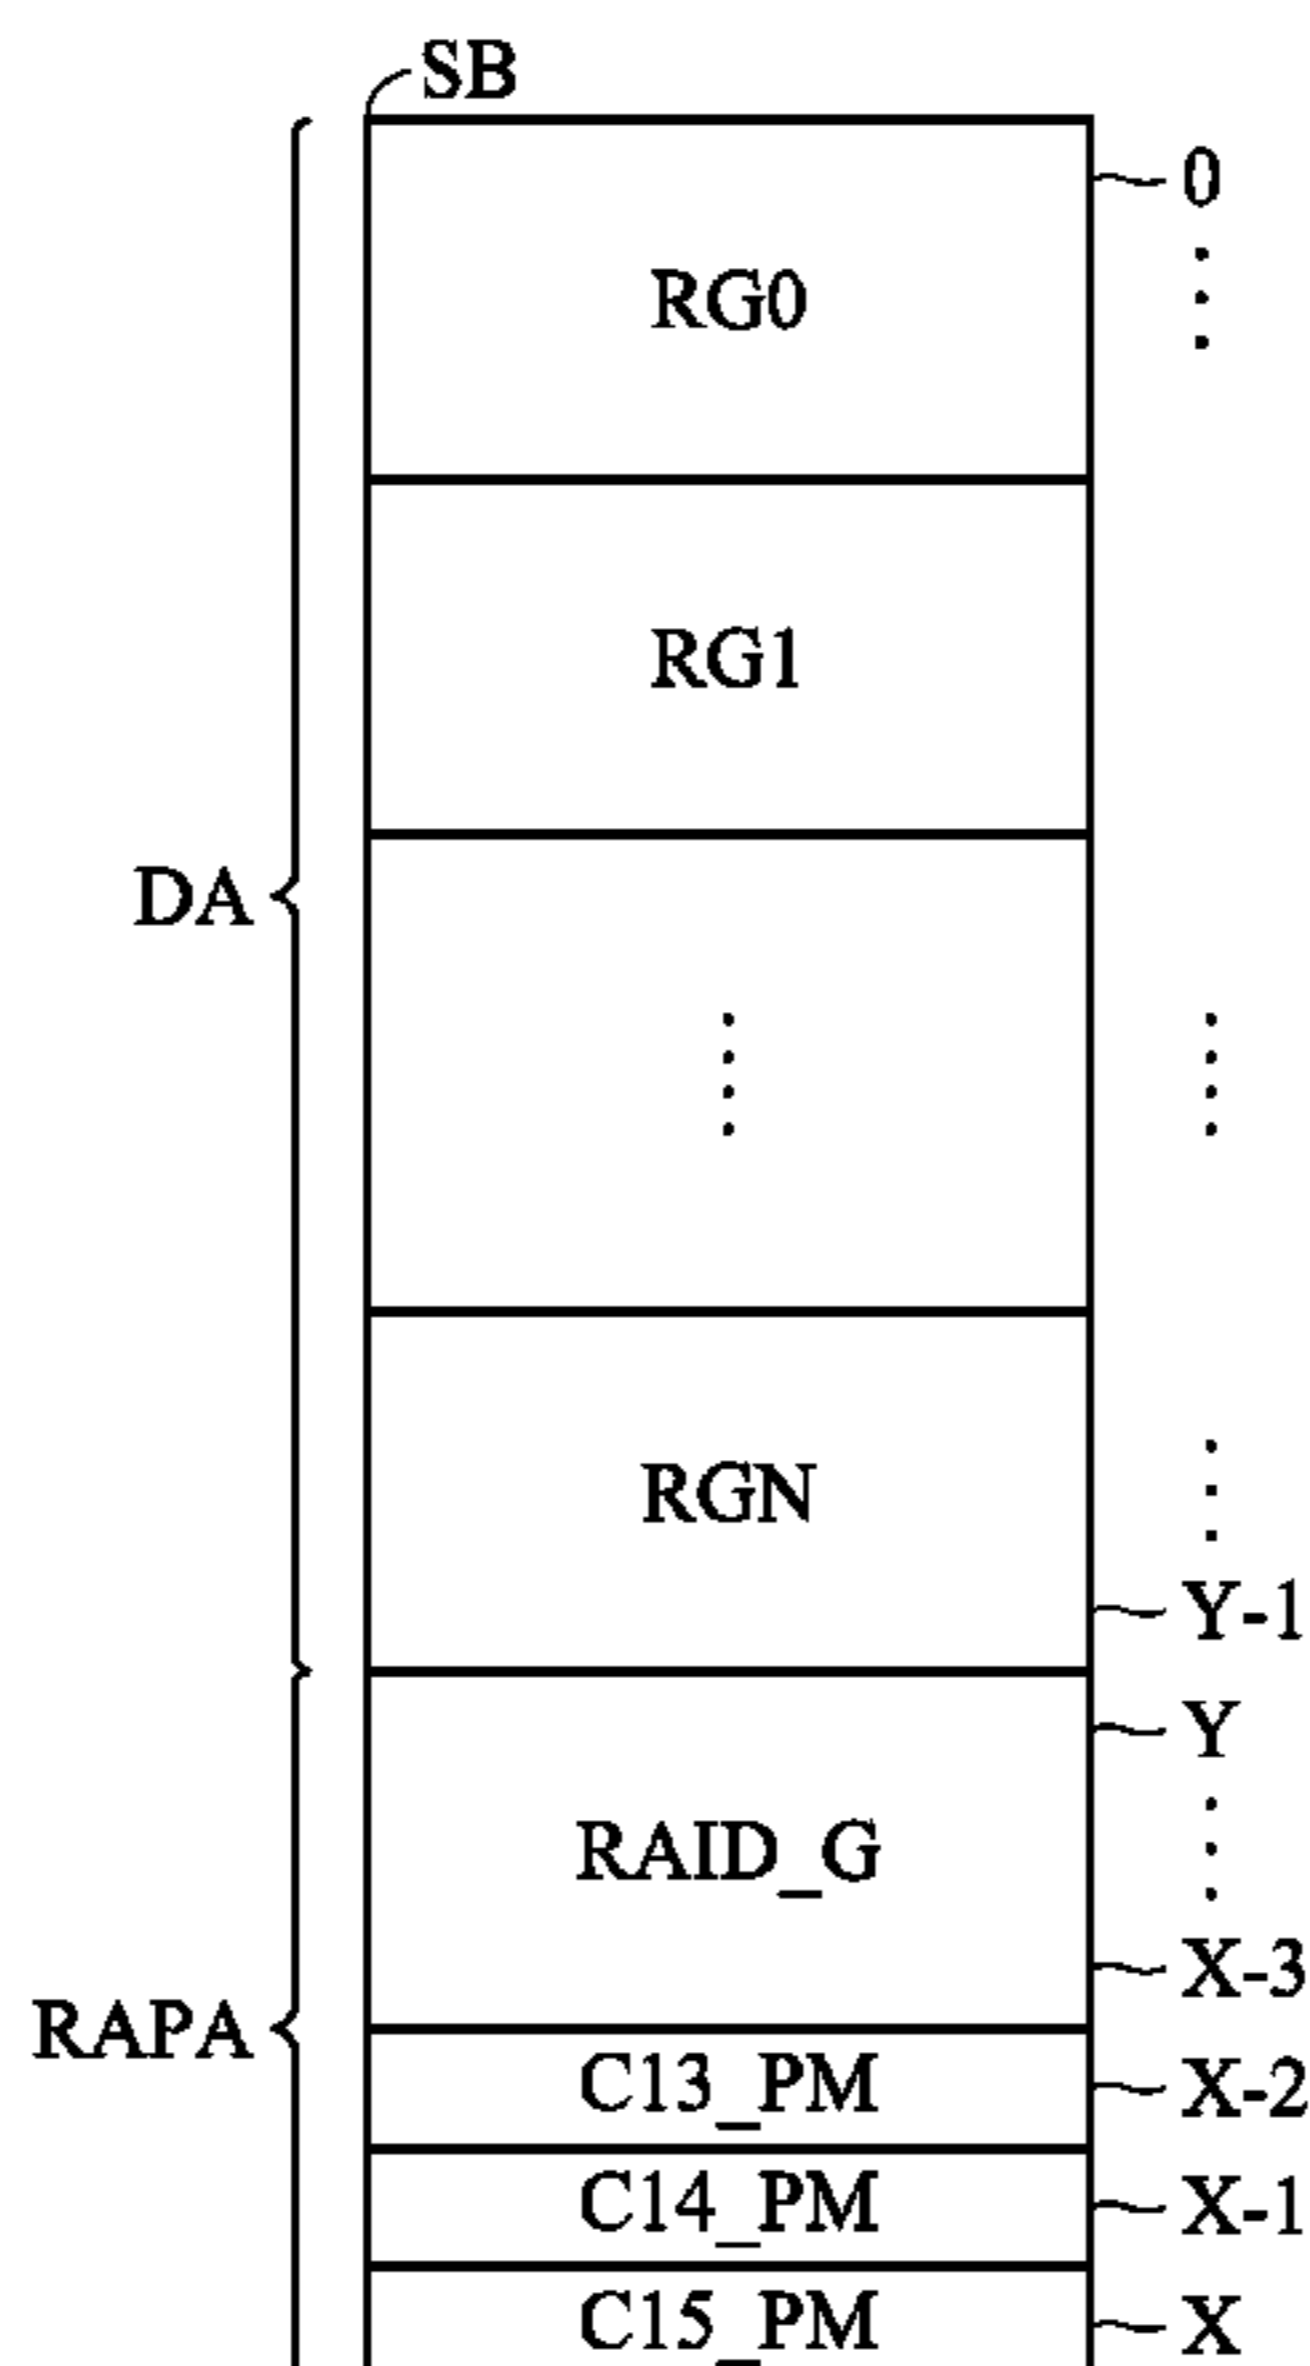 SB
0
RG0
RG1
DA
RGN
Y-1
Y
RAID_G
X-3
RAPA
C13_PM
X-2
C14_PM
X-1
C15_PM
X